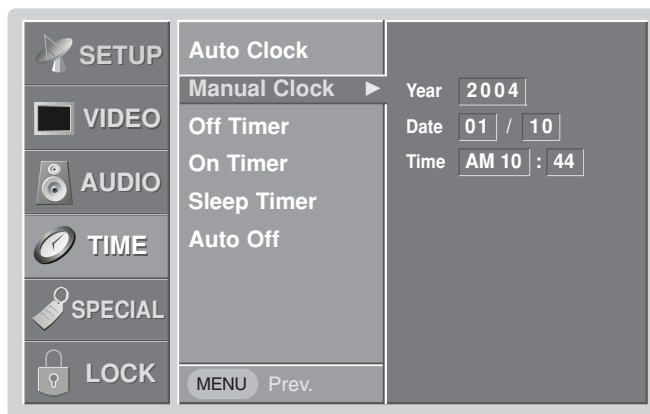 SETUP
VIDEO
AUDIO
TIME
SPECIAL
LOCK
Auto Clock
Manual Clock ►
Off Timer
On Timer
Sleep Timer
Auto Off
MENU Prev.
Year 2004
Date 01 / 10
Time AM 10 : 44